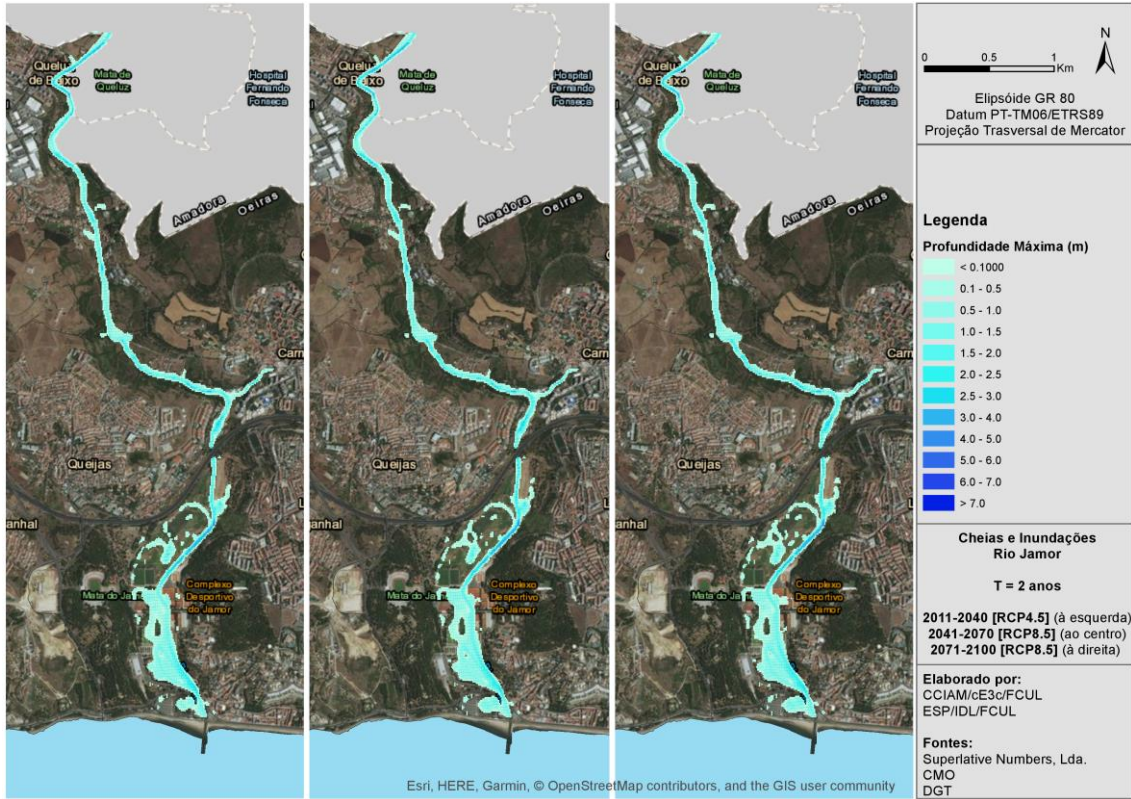 Queluz
de Baixo
Mata de
Queluz
Hospital
Fernando
Fonseca
Amadora
Oeiras
Carn
Queijas
anhal
L
Mata do Jam
Complexo
Desportivo
do Jamor
Queluz
de Baixo
Mata de
Queluz
Hospital
Fernando
Fonseca
Amadora
Oeiras
Carn
Queijas
anhal
L
Mata do Jam
Complexo
Desportivo
do Jamor
Queluz
de Baixo
Mata de
Queluz
Hospital
Fernando
Fonseca
Amadora
Oeiras
Carn
Queijas
anhal
L
Mata do Jam
Complexo
Desportivo
do Jamor
Esri, HERE, Garmin, © OpenStreetMap contributors, and the GIS user community
N
0 0.5 1
Km
Elipsóide GR 80
Datum PT-TM06/ETRS89
Projeção Trasversal de Mercator
Legenda
Profundidade Máxima (m)
< 0.1000
0.1 - 0.5
0.5 - 1.0
1.0 - 1.5
1.5 - 2.0
2.0 - 2.5
2.5 - 3.0
3.0 - 4.0
4.0 - 5.0
5.0 - 6.0
6.0 - 7.0
> 7.0
Cheias e Inundações
Rio Jamor
T = 2 anos
2011-2040 [RCP4.5] (à esquerda)
2041-2070 [RCP8.5] (ao centro)
2071-2100 [RCP8.5] (à direita)
Elaborado por:
CCIAM/cE3c/FCUL
ESP/IDL/FCUL
Fontes:
Superlative Numbers, Lda.
CMO
DGT